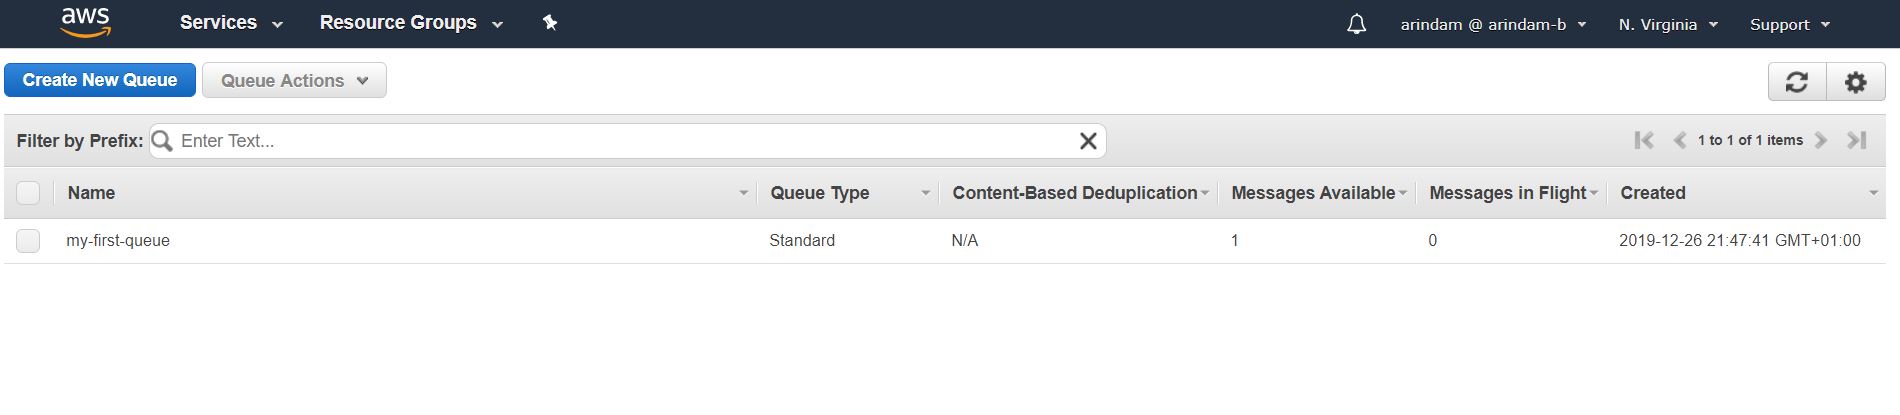 aws Services Resource Groups arindam @ arindam-b N. Virginia Support
Create New Queue Queue Actions
Filter by Prefix: Enter Text... 1 to 1 of 1 items
Name Queue Type Content-Based Deduplication Messages Available Messages in Flight Created
my-first-queue Standard N/A 1 0 2019-12-26 21:47:41 GMT+01:00